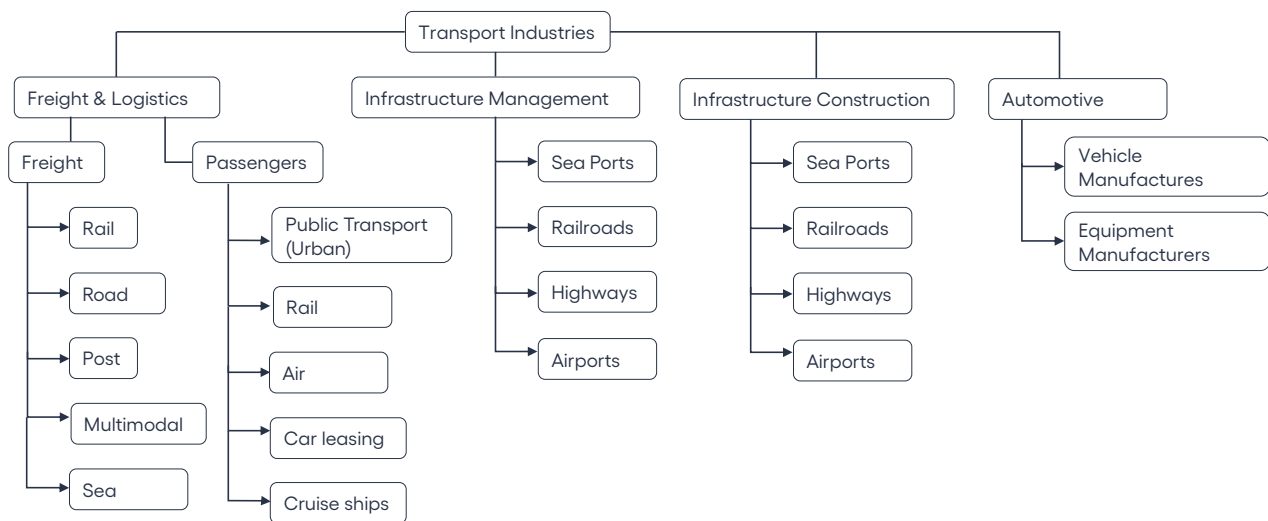 Transport Industries
Freight & Logistics
Infrastructure Management
Infrastructure Construction
Automotive
Freight
Passengers
Rail
Road
Post
Multimodal
Sea
Public Transport
(Urban)
Rail
Air
Car leasing
Cruise ships
Sea Ports
Railroads
Highways
Airports
Sea Ports
Railroads
Highways
Airports
Vehicle
Manufactures
Equipment
Manufacturers